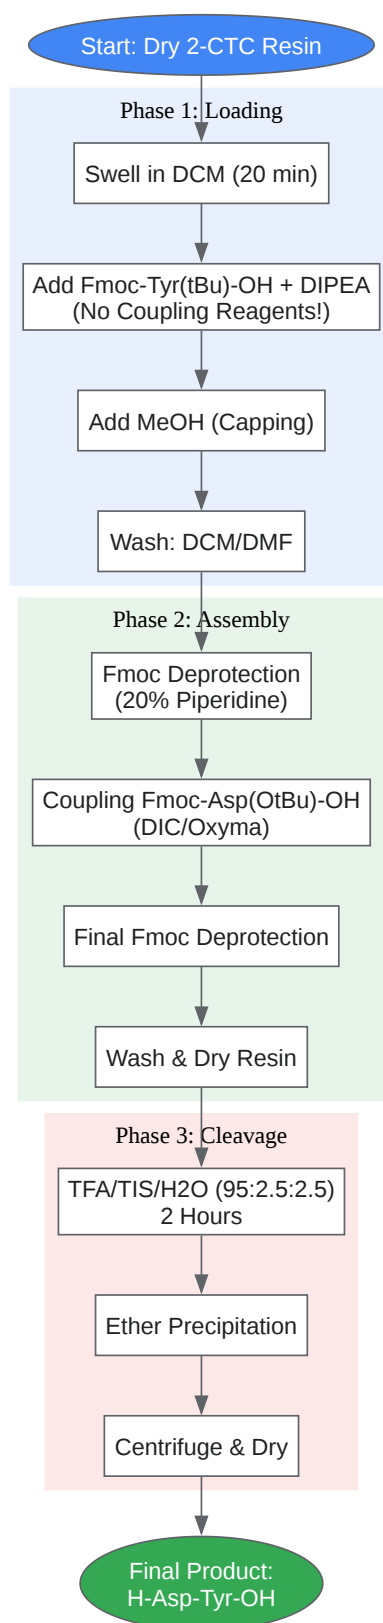 Start: Dry 2-CTC Resin
Phase 1: Loading
Swell in DCM (20 min)
Add Fmoc-Tyr(tBu)-OH + DIPEA
(No Coupling Reagents!)
Add MeOH (Capping)
Wash: DCM/DMF
Phase 2: Assembly
Fmoc Deprotection
(20% Piperidine)
Coupling Fmoc-Asp(OtBu)-OH
(DIC/Oxyma)
Final Fmoc Deprotection
Wash & Dry Resin
Phase 3: Cleavage
TFA/TIS/H2O (95:2.5:2.5)
2 Hours
Ether Precipitation
Centrifuge & Dry
Final Product:
H-Asp-Tyr-OH